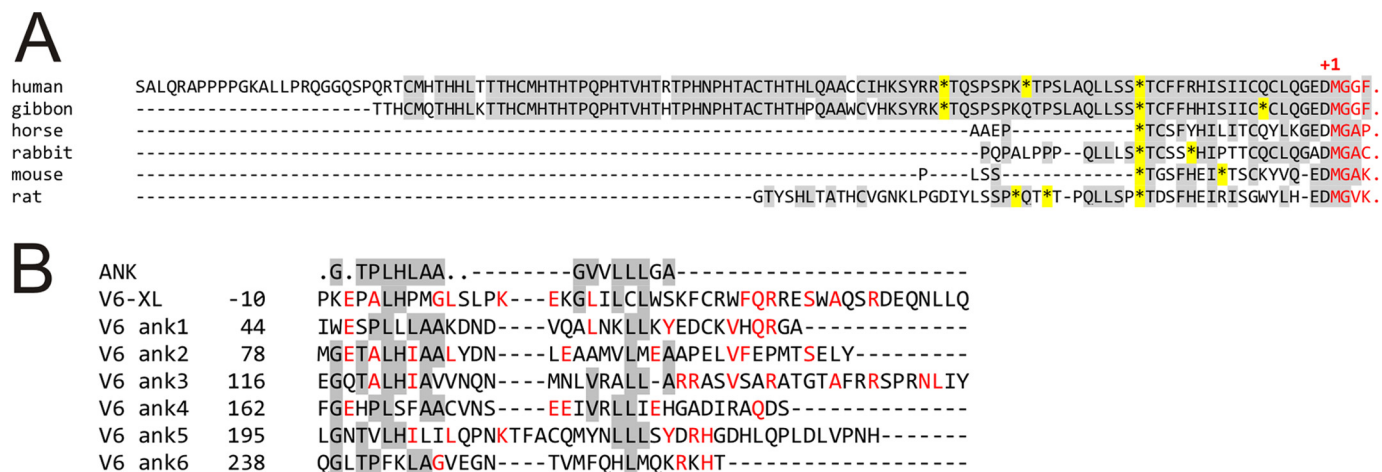 A
+1
human SALQRAPPPPGKALLPRQGGQSPQRTCMHTHHLTTTHCMHTHTPQPHTVHTHTRTPHNPHTACTHTHLQAACCIHKSYRR*TQSPSPK*TPSLAQLLSS*TCFFRHISIICQCLQGEDMGGF.
gibbon -----------------------TTHCMQTHHLKTTHCMHTHTPQPHTVHTHTRTPHNPHTACTHTHPQAAWCVHKSYRK*TQSPSPKQTPSLAQLLSS*TCFFHHISIIC*CLQGEDMGGF.
horse ---------------------------------------------------------------------------------AAEP------------*TCSFYHILITCQYLKGEDMGAP.
rabbit ----------------------------------------------------------------------------------PQPALPPP--QLLLS*TCSS*HIPTTCQCLQGADMGAC.
mouse ----------------------------------------------------------------------------P----LSS-------------*TGSFHEI*TSCKYVQ-EDMGAK.
rat ------------------------------------------------------------GTYSHLTATHCVGNKLPGDIYLSSP*QT*T-PQLLSP*TDSFHEIRISGWYLH-EDMGVK.
B
ANK .G.TPLHLAA..--------GVVLLLGA-----------------------
V6-XL -10 PKEPALHPMGLSLPK---EKGLILCLWSKFCRWFQRRESWAQSRDEQNLLQ
V6 ank1 44 IWESPLLLAAKDND----VQALNKLLKYEDCKVHQRGA-------------
V6 ank2 78 MGETALHIAALYDN----LEAAMVLMEAAPELVFEPMTSELY---------
V6 ank3 116 EGQTALHIAVVNQN----MNLVRALL-ARRASVSARATGTAFRRSPRNLIY
V6 ank4 162 FGEHPLSFAACVNS----EEIVRLLIEHGADIRAQDS--------------
V6 ank5 195 LGNTVLHILILQPNKTFACQMYNLLLSYDRHGDHLQPLDLVPNH-------
V6 ank6 238 QGLTPFKLAGVEGN----TVMFQHLMQKRKHT-------------------